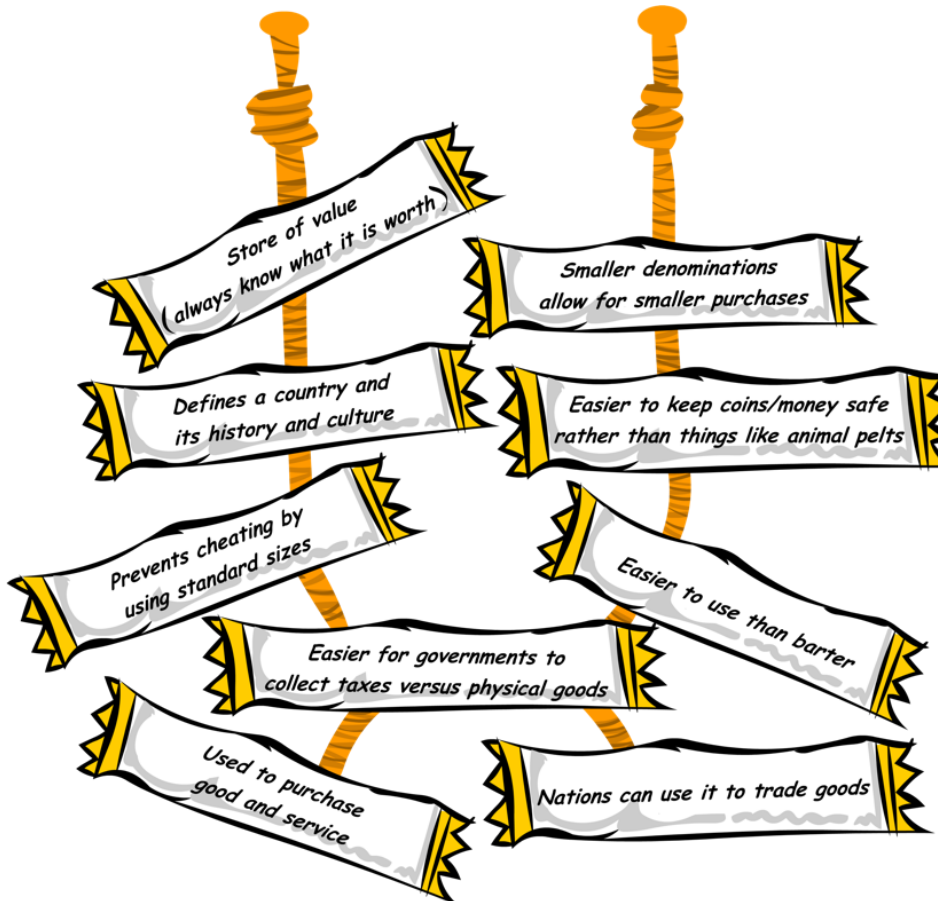 Store of value
(always know what it is worth)
Smaller denominations
allow for smaller purchases
Defines a country and
its history and culture
Easier to keep coins/money safe
rather than things like animal pelts
Prevents cheating by
using standard sizes
Easier to use than barter
Easier for governments to
collect taxes versus physical goods
Used to purchase
good and service
Nations can use it to trade goods